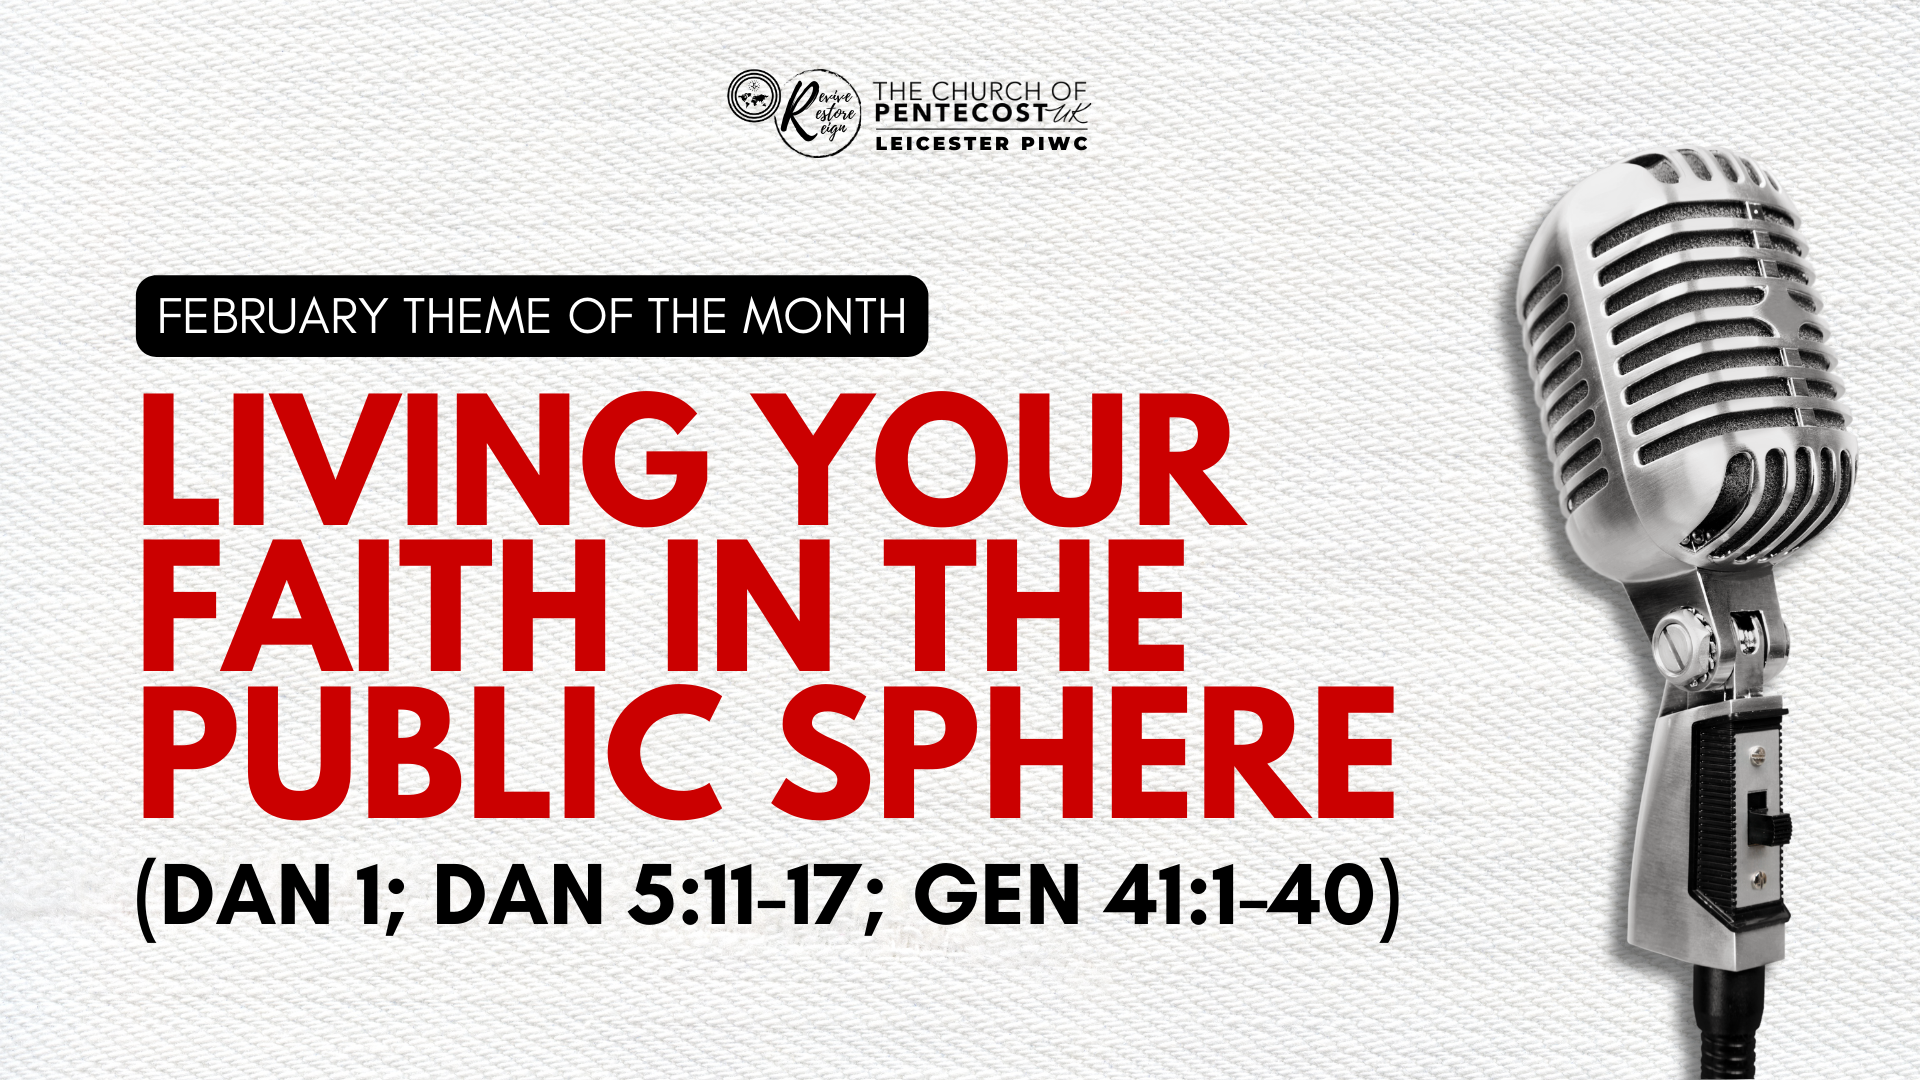 Revive
Restore
Reign
THE CHURCH OF
PENTECOST UK
LEICESTER PIWC
FEBRUARY THEME OF THE MONTH
LIVING YOUR
FAITH IN THE
PUBLIC SPHERE
(DAN 1; DAN 5:11-17; GEN 41:1-40)